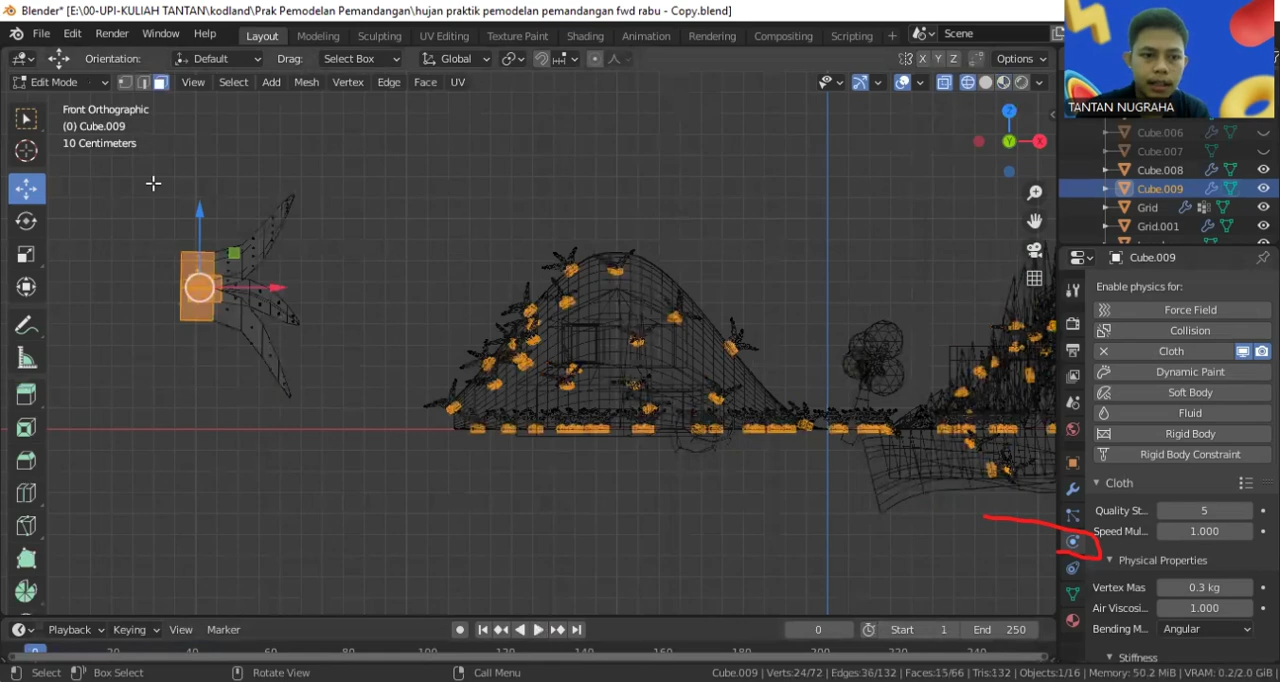 Blender* [E:\00-UPI-KULIAH TANTAN\kodland\Prak Pemodelan Pemandangan\hujan praktik pemodelan pemandangan fwd rabu - Copy.blend]
File Edit Render Window Help Layout Modeling Sculpting UV Editing Texture Paint Shading Animation Rendering Compositing Scripting + Scene
Orientation: Default Drag: Select Box Global X Y Z Options
Edit Mode View Select Add Mesh Vertex Edge Face UV
TANTAN NUGRAHA
Front Orthographic
(0) Cube.009
10 Centimeters
Z
Y
X
Cube.006
Cube.007
Cube.008
Cube.009
Grid
Grid.001
Cube.009
Enable physics for:
Force Field
Collision
Cloth
Dynamic Paint
Soft Body
Fluid
Rigid Body
Rigid Body Constraint
Cloth
Quality St... 5
Speed Mul... 1.000
Physical Properties
Vertex Mas 0.3 kg
Air Viscosi... 1.000
Bending M... Angular
Stiffness
Playback Keying View Marker 0 Start 1 End 250
0
Select Box Select Rotate View Call Menu Cube.009 | Verts:24/72 | Edges:36/132 | Faces:15/66 | Tris:132 | Objects:1/16 | Memory: 50.2 MiB | VRAM: 0.2/2.0 GiB